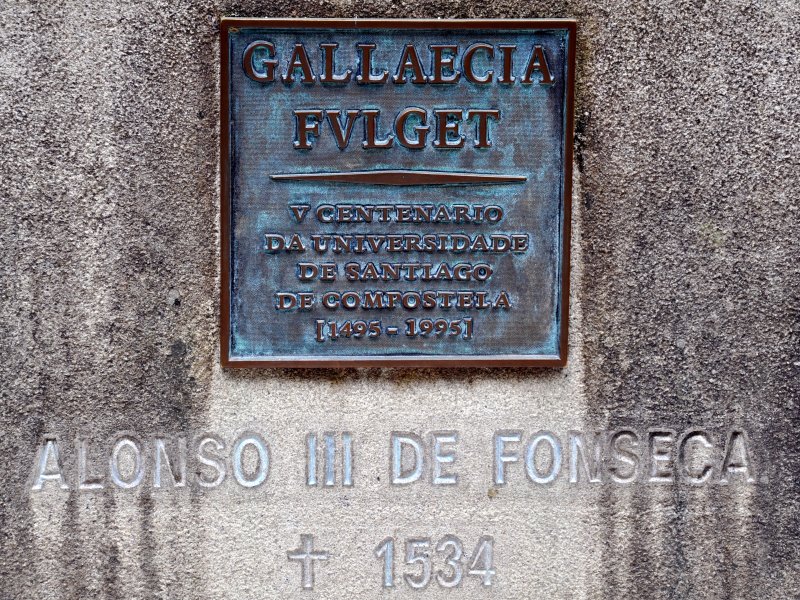 GALLAECIA
FVLGET
V CENTENARIO
DA UNIVERSIDADE
DE SANTIAGO
DE COMPOSTELA
[1495 - 1995]
ALONSO III DE FONSECA.
† 1534